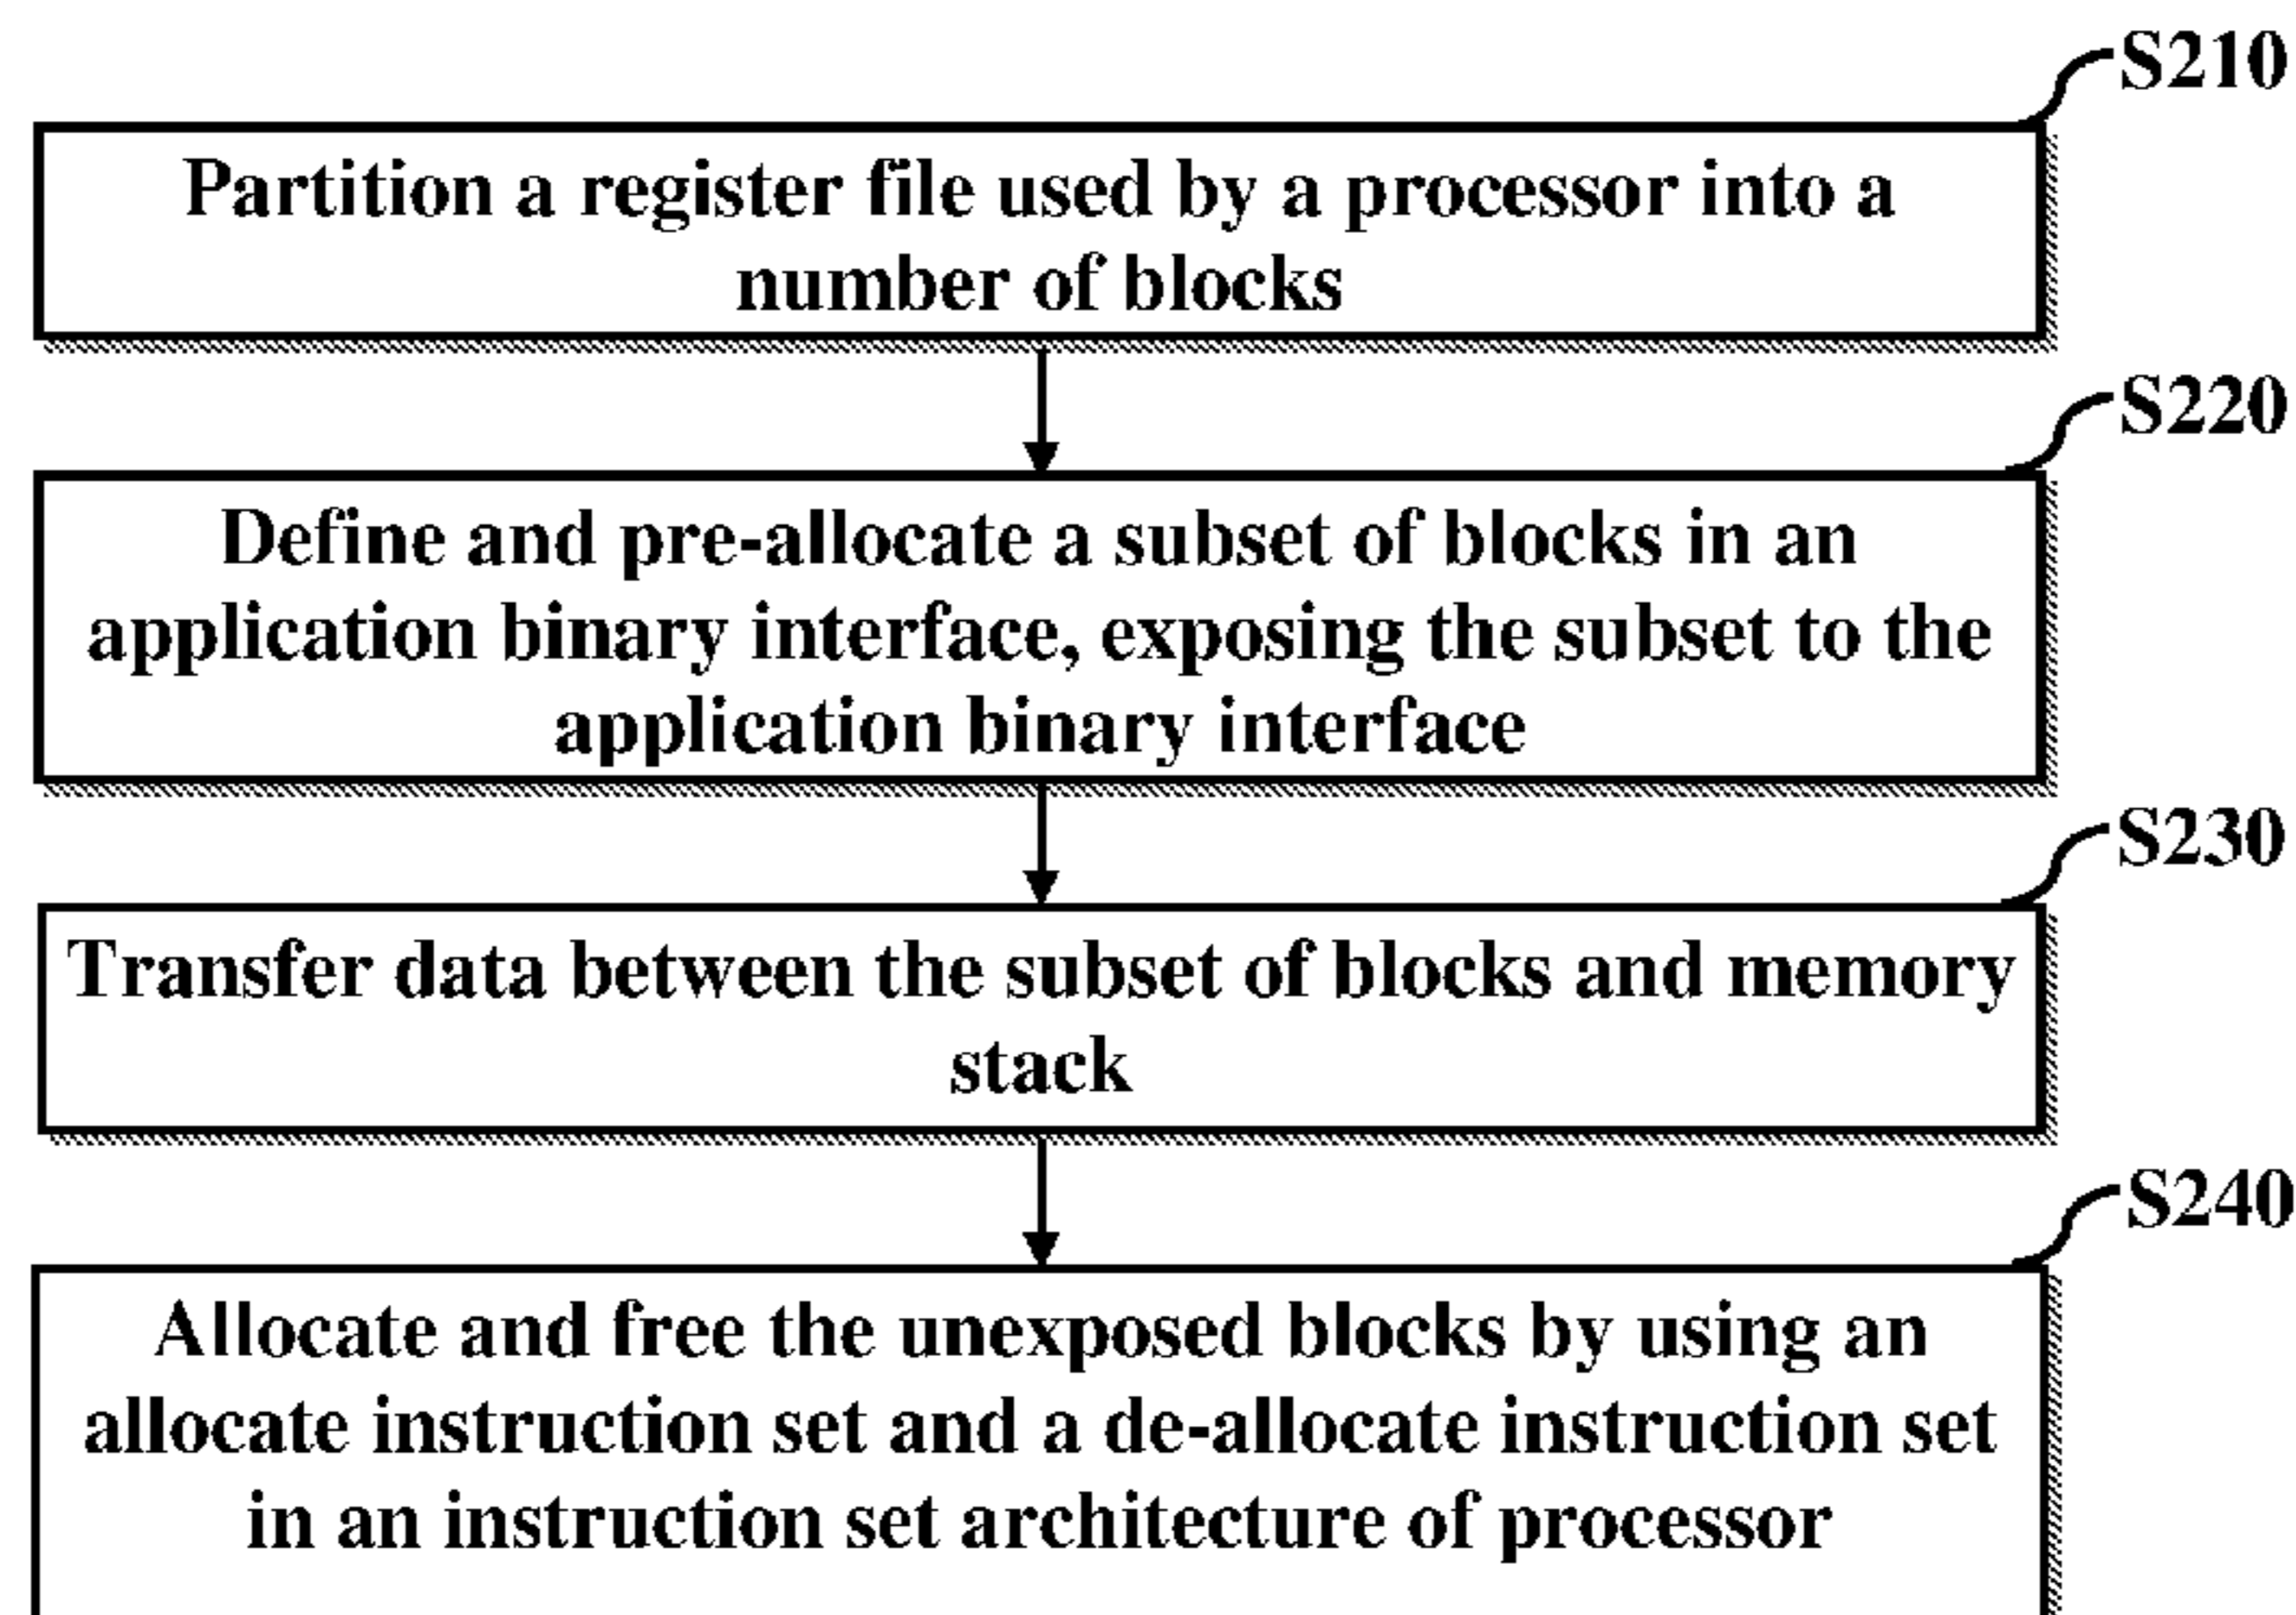 S210
Partition a register file used by a processor into a
number of blocks
S220
Define and pre-allocate a subset of blocks in an
application binary interface, exposing the subset to the
application binary interface
S230
Transfer data between the subset of blocks and memory
stack
S240
Allocate and free the unexposed blocks by using an
allocate instruction set and a de-allocate instruction set
in an instruction set architecture of processor